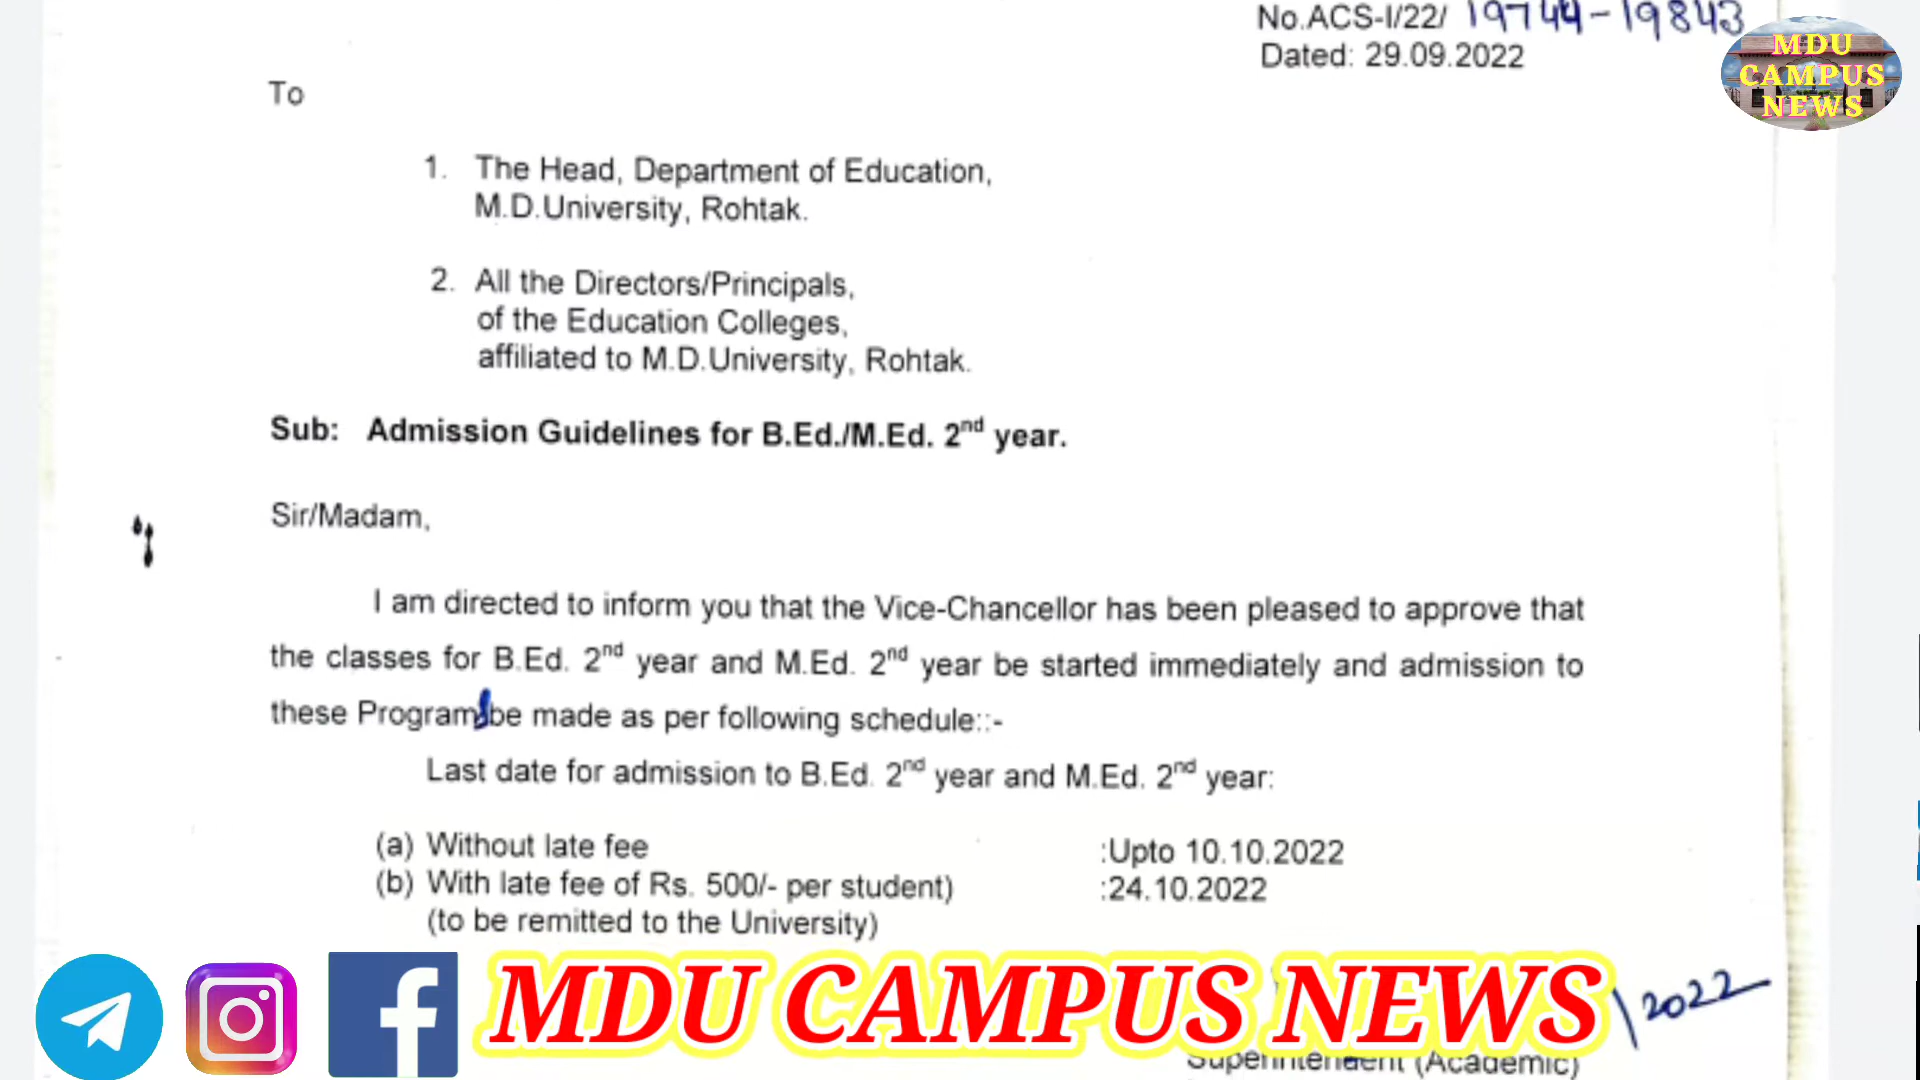 No.ACS-I/22/ 19744-19843
Dated: 29.09.2022
MDU
CAMPUS
NEWS
To
1. The Head, Department of Education,
M.D.University, Rohtak.
2. All the Directors/Principals,
of the Education Colleges,
affiliated to M.D.University, Rohtak.
Sub: Admission Guidelines for B.Ed./M.Ed. 2nd year.
Sir/Madam,
I am directed to inform you that the Vice-Chancellor has been pleased to approve that
the classes for B.Ed. 2nd year and M.Ed. 2nd year be started immediately and admission to
these Program be made as per following schedule::-
Last date for admission to B.Ed. 2nd year and M.Ed. 2nd year:
(a) Without late fee :Upto 10.10.2022
(b) With late fee of Rs. 500/- per student) :24.10.2022
(to be remitted to the University)
MDU CAMPUS NEWS
/2022
Superintendent (Academic)